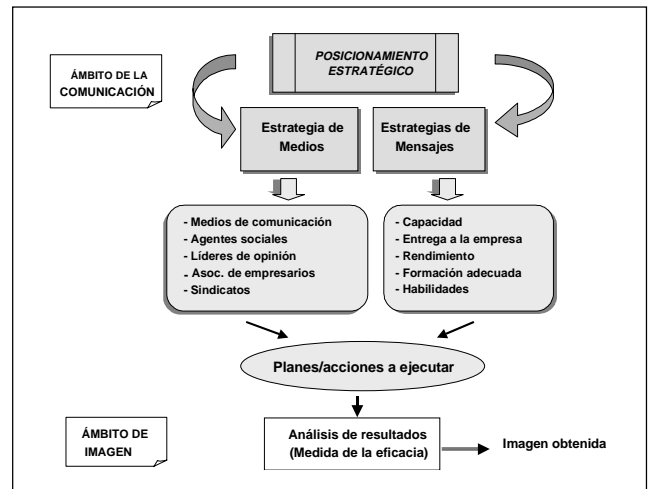 POSICIONAMIENTO
ESTRATÉGICO
ÁMBITO DE LA
COMUNICACIÓN
Estrategia de
Medios
Estrategias de
Mensajes
- Medios de comunicación
- Agentes sociales
- Líderes de opinión
- Asoc. de empresarios
- Sindicatos
- Capacidad
- Entrega a la empresa
- Rendimiento
- Formación adecuada
- Habilidades
Planes/acciones a ejecutar
ÁMBITO DE
IMAGEN
Análisis de resultados
(Medida de la eficacia)
Imagen obtenida